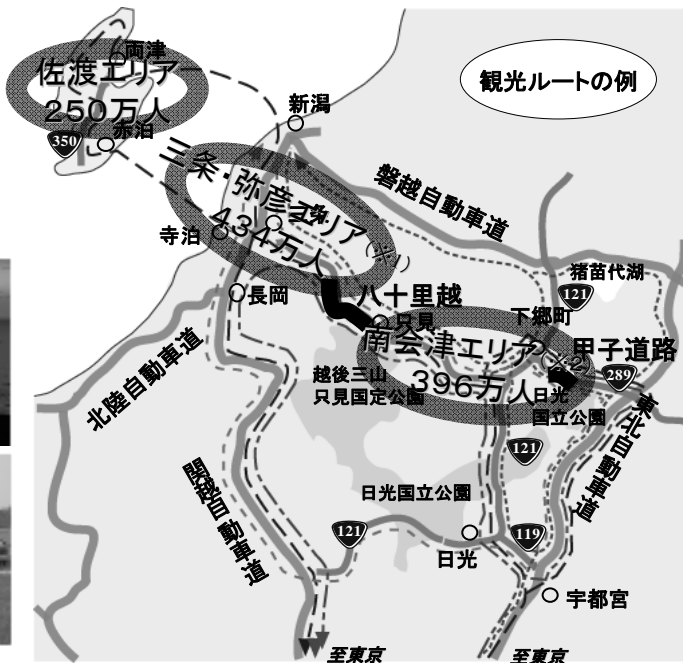 観光ルートの例
両津
佐渡エリア
250万人
赤泊
350
新潟
三条・弥彦エリア
434万人
磐越自動車道
寺泊
長岡
八十里越
只見
猪苗代湖
121
下郷町
南会津エリア
396万人
甲子道路
289
越後三山
只見国定公園
日光
国立公園
北陸自動車道
東北自動車道
121
関越自動車道
日光国立公園
121
119
日光
宇都宮
至東京
至東京